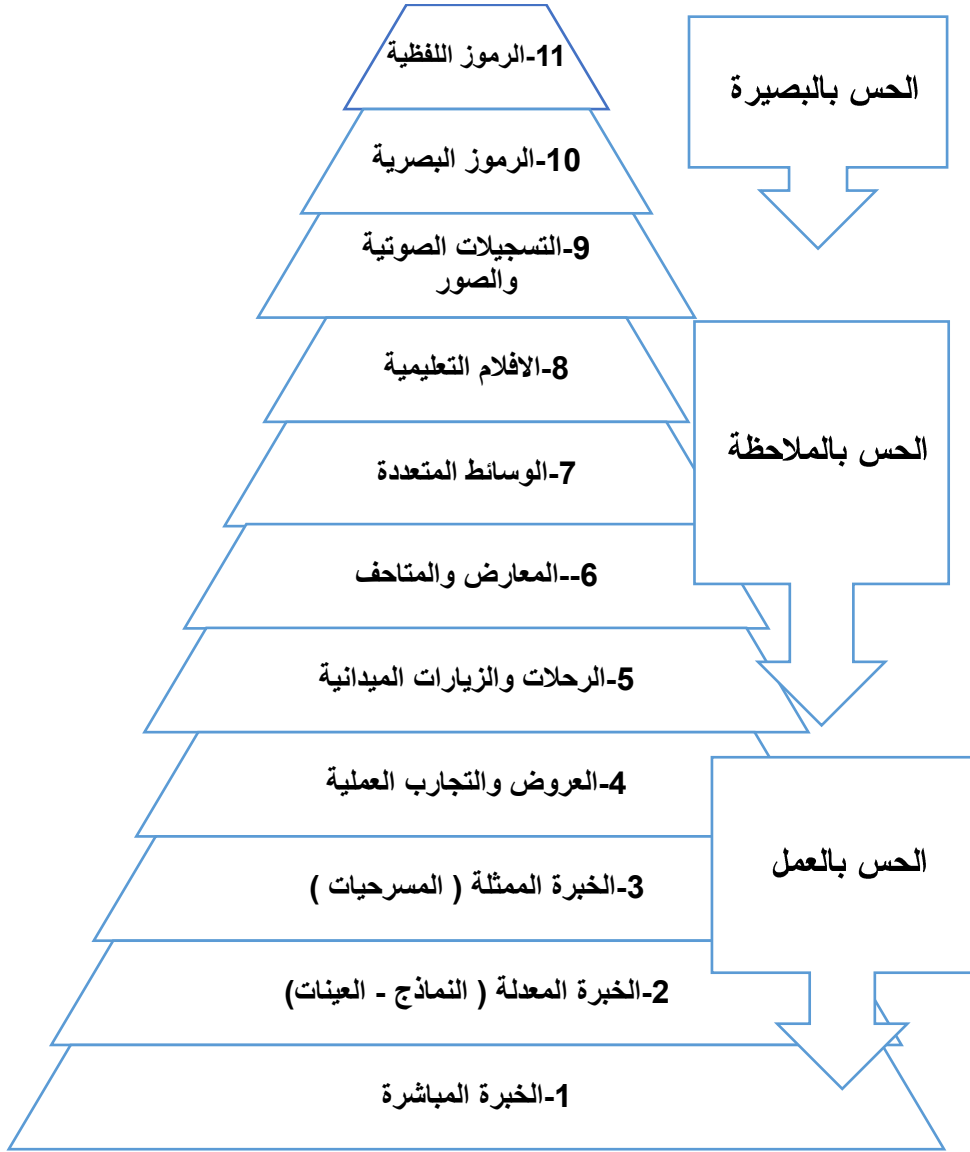 11-الرموز اللفظية
الحس بالبصيرة
10-الرموز البصرية
9-التسجيلات الصوتية
والصور
8-الافلام التعليمية
الحس بالملاحظة
7-الوسائط المتعددة
6--المعارض والمتاحف
5-الرحلات والزيارات الميدانية
4-العروض والتجارب العملية
الحس بالعمل
3-الخبرة الممثلة ( المسرحيات )
2-الخبرة المعدلة ( النماذج - العينات)
1-الخبرة المباشرة